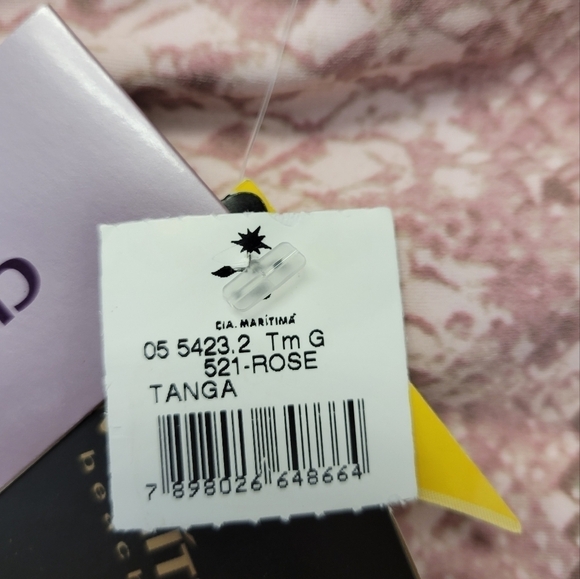 CIA. MARÍTIMA
05 5423.2 Tm G
521-ROSE
TANGA
7 898026 648664